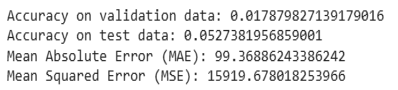 Accuracy on validation data: 0.017879827139179016
Accuracy on test data: 0.0527381956859001
Mean Absolute Error (MAE): 99.36886243386242
Mean Squared Error (MSE): 15919.678018253966